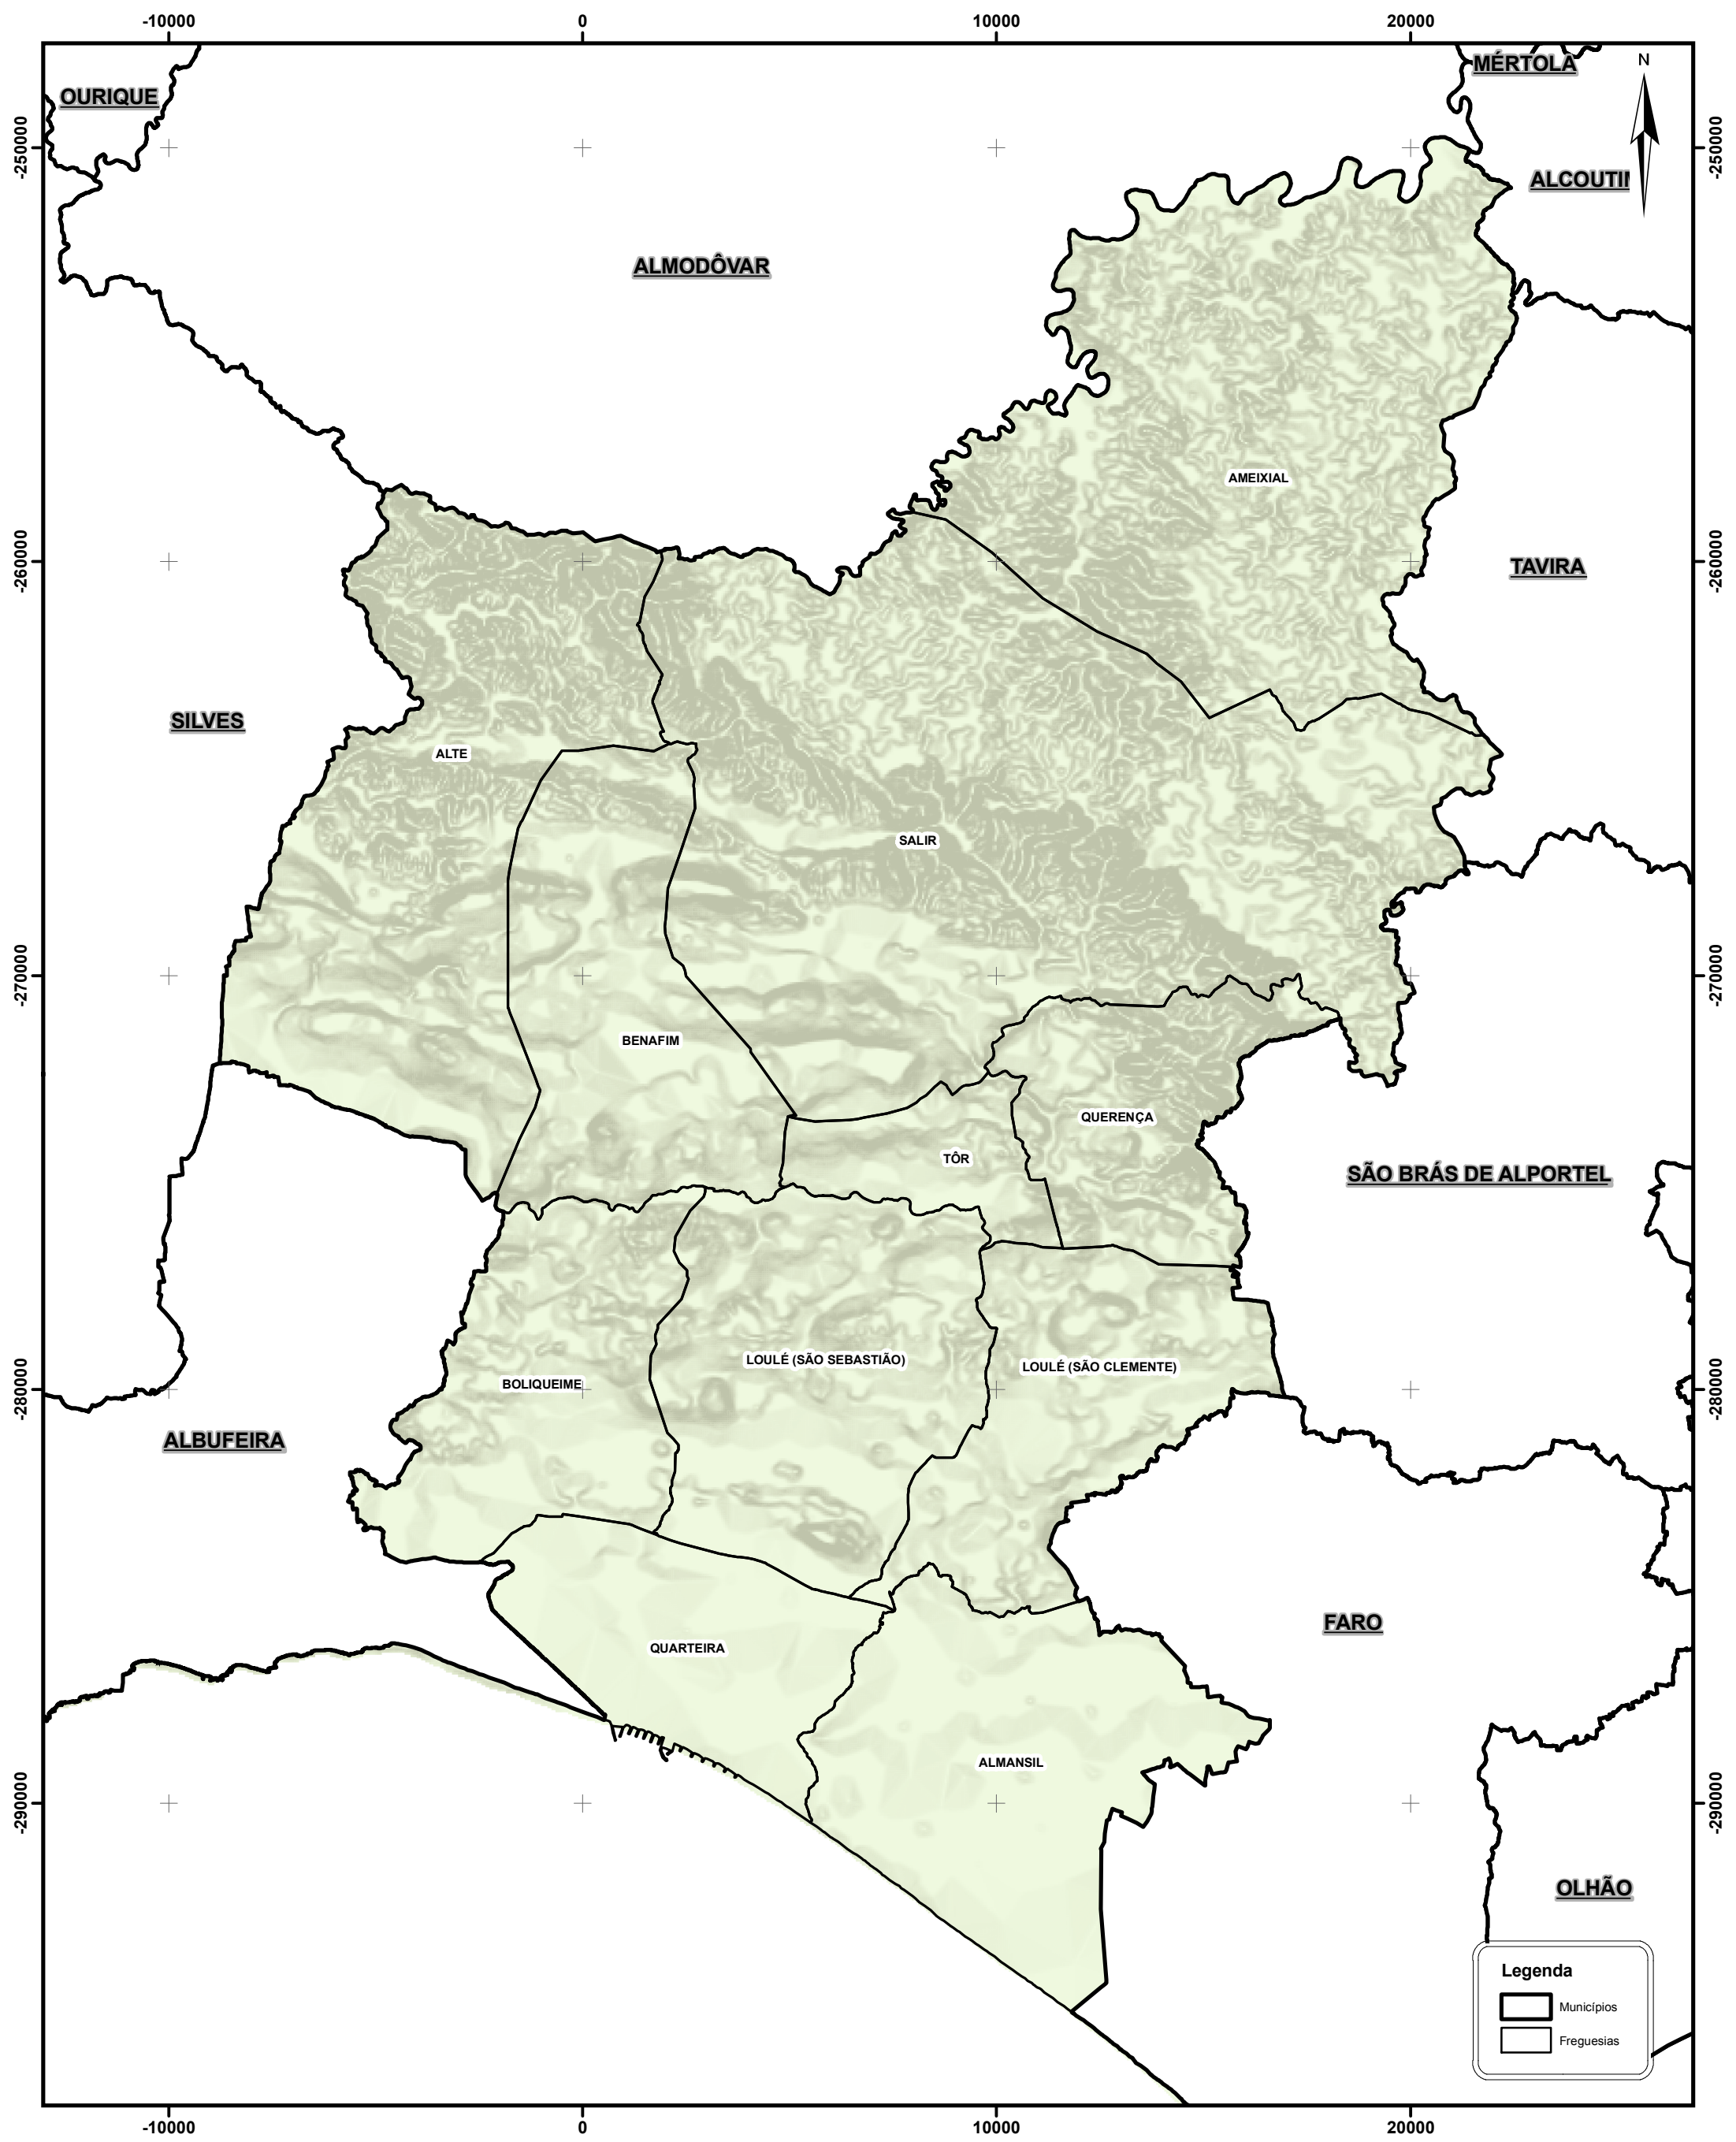 -10000
0
10000
20000
MÉRTOLA
N
OURIQUE
-250000
-250000
ALCOUTI
ALMODÔVAR
AMEIXIAL
-260000
-260000
TAVIRA
SILVES
ALTE
SALIR
-270000
-270000
BENAFIM
QUERENÇA
TÔR
SÃO BRÁS DE ALPORTEL
LOULÉ (SÃO SEBASTIÃO)
LOULÉ (SÃO CLEMENTE)
BOLIQUEIME
-280000
-280000
ALBUFEIRA
FARO
QUARTEIRA
ALMANSIL
-290000
-290000
OLHÃO
Legenda
Municípios
Freguesias
-10000
0
10000
20000